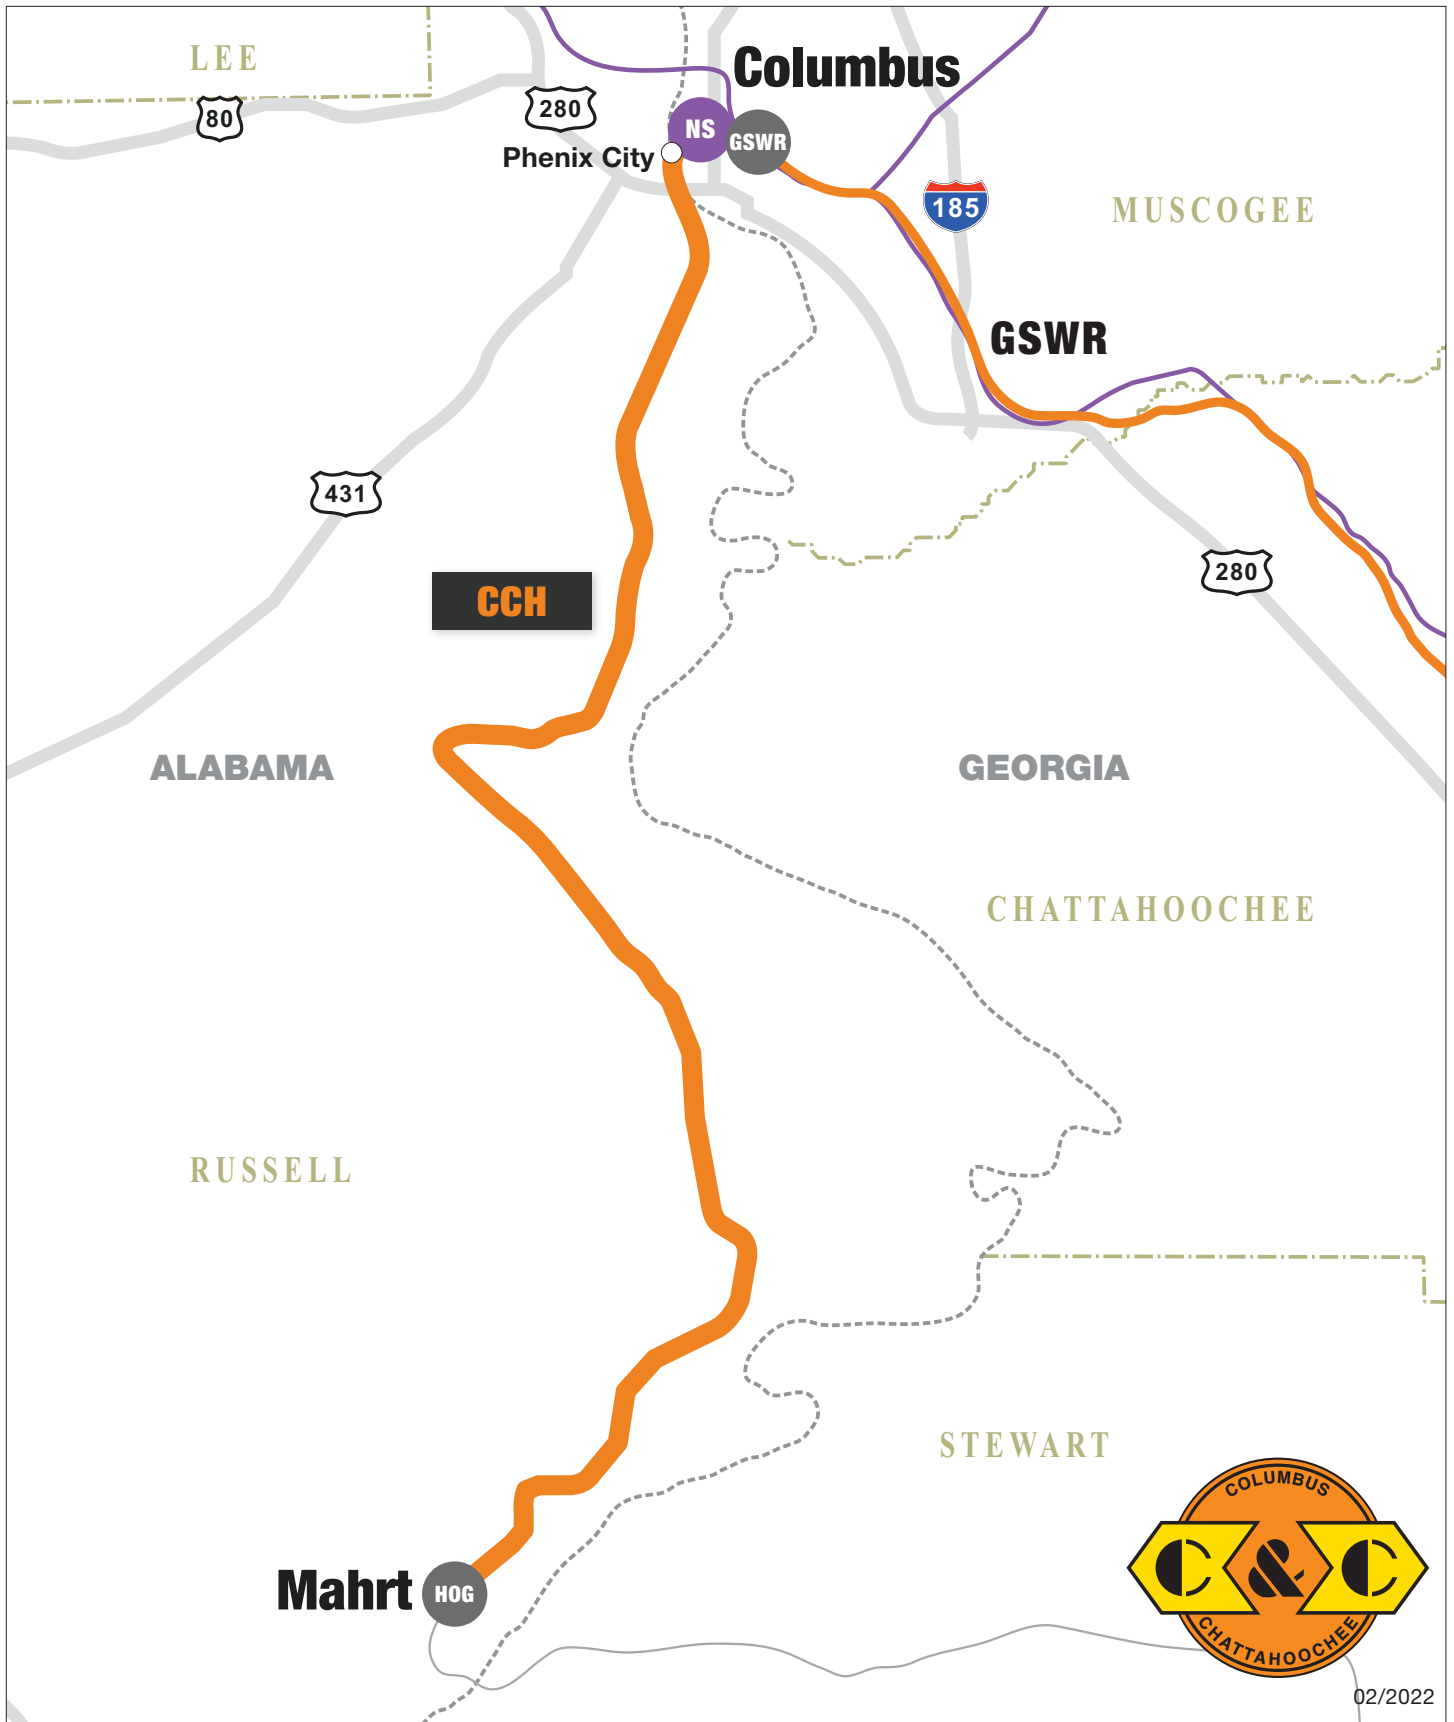 LEE
Columbus
80
280
NS
GSWR
Phenix City
185
MUSCOGEE
GSWR
431
280
CCH
ALABAMA
GEORGIA
CHATTAHOOCHEE
RUSSELL
STEWART
COLUMBUS
C & C
CHATTAHOOCHEE
Mahrt
HOG
02/2022